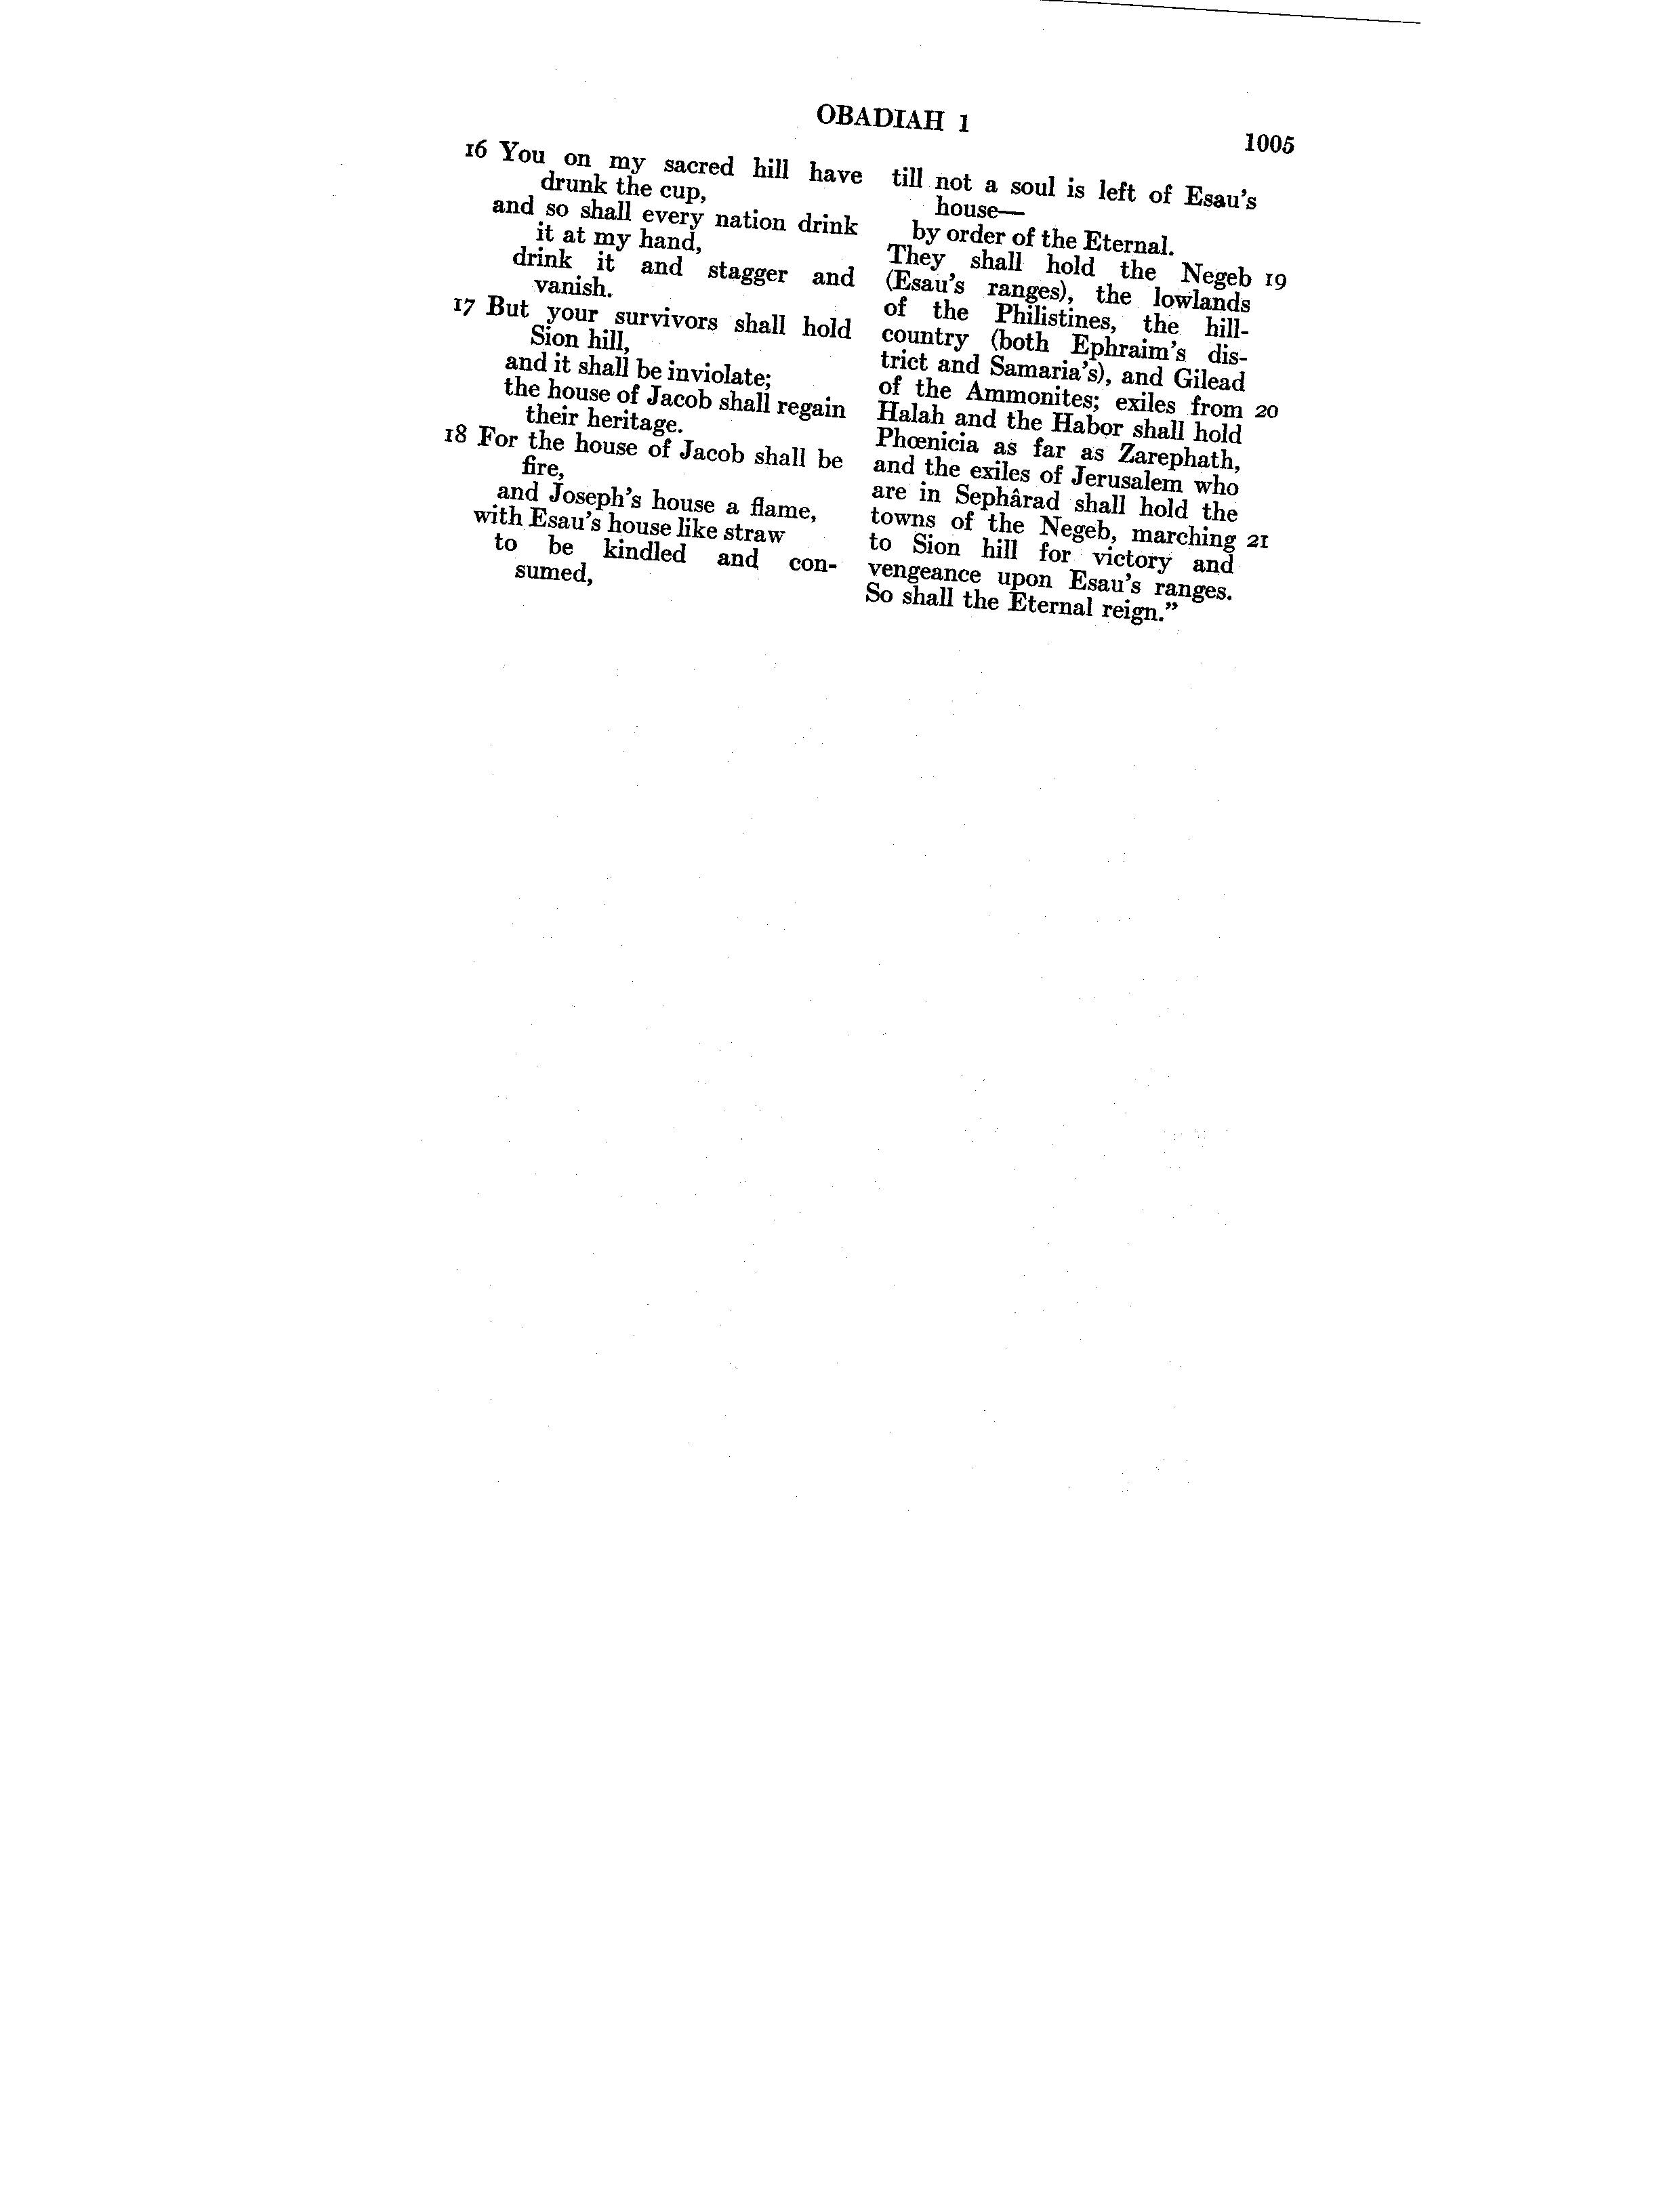 OBADIAH 1
1005
16 You on my sacred hill have
drunk the cup,
and so shall every nation drink
it at my hand,
drink it and stagger and
vanish.
17 But your survivors shall hold
Sion hill,
and it shall be inviolate;
the house of Jacob shall regain
their heritage.
18 For the house of Jacob shall be
fire,
and Joseph's house a flame,
with Esau's house like straw
to be kindled and con-
sumed,
till not a soul is left of Esau's
house—
by order of the Eternal.
They shall hold the Negeb 19
(Esau's ranges), the lowlands
of the Philistines, the hill-
country (both Ephraim's dis-
trict and Samaria's), and Gilead
of the Ammonites; exiles from 20
Halah and the Habor shall hold
Phœnicia as far as Zarephath,
and the exiles of Jerusalem who
are in Sephârad shall hold the
towns of the Negeb, marching 21
to Sion hill for victory and
vengeance upon Esau's ranges.
So shall the Eternal reign.”